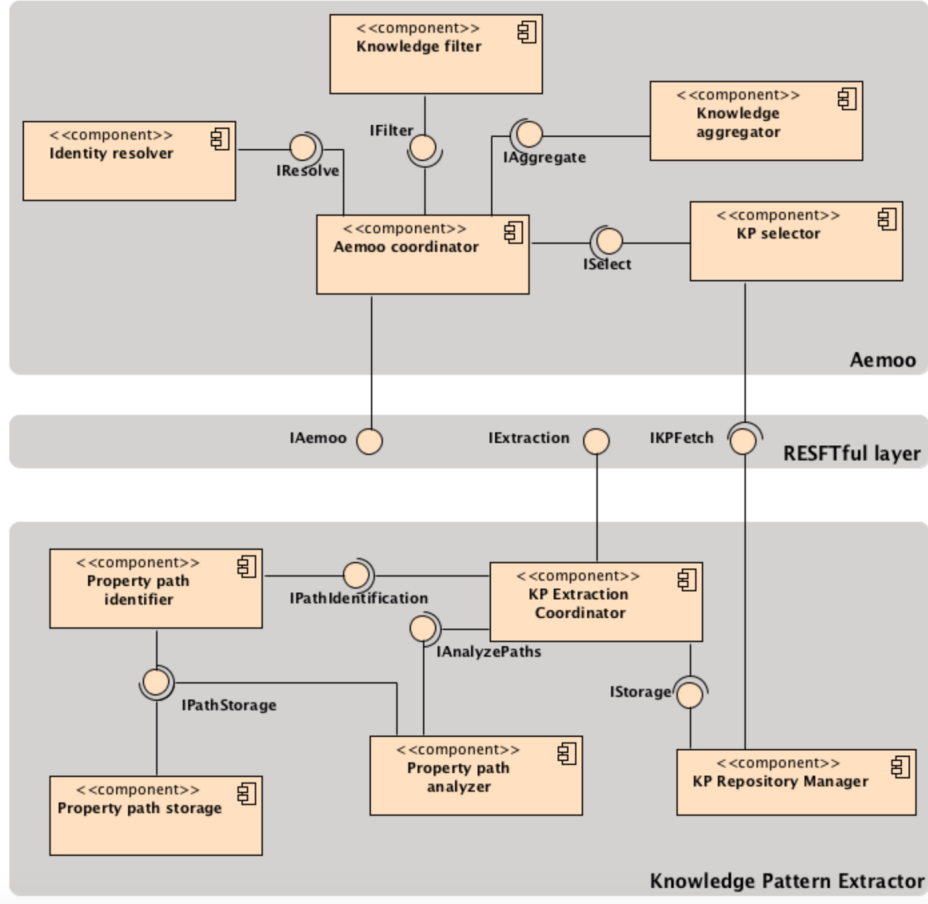 <<component>>
Knowledge filter
<<component>>
Knowledge
aggregator
<<component>>
Identity resolver
IFilter
IAggregate
IResolve
<<component>>
Aemoo coordinator
<<component>>
KP selector
ISelect
Aemoo
IAemoo
IExtraction
IKPFetch
RESFTful layer
<<component>>
Property path
identifier
IPathIdentification
<<component>>
KP Extraction
Coordinator
IAnalyzePaths
IPathStorage
IStorage
<<component>>
Property path
analyzer
<<component>>
KP Repository Manager
<<component>>
Property path storage
Knowledge Pattern Extractor